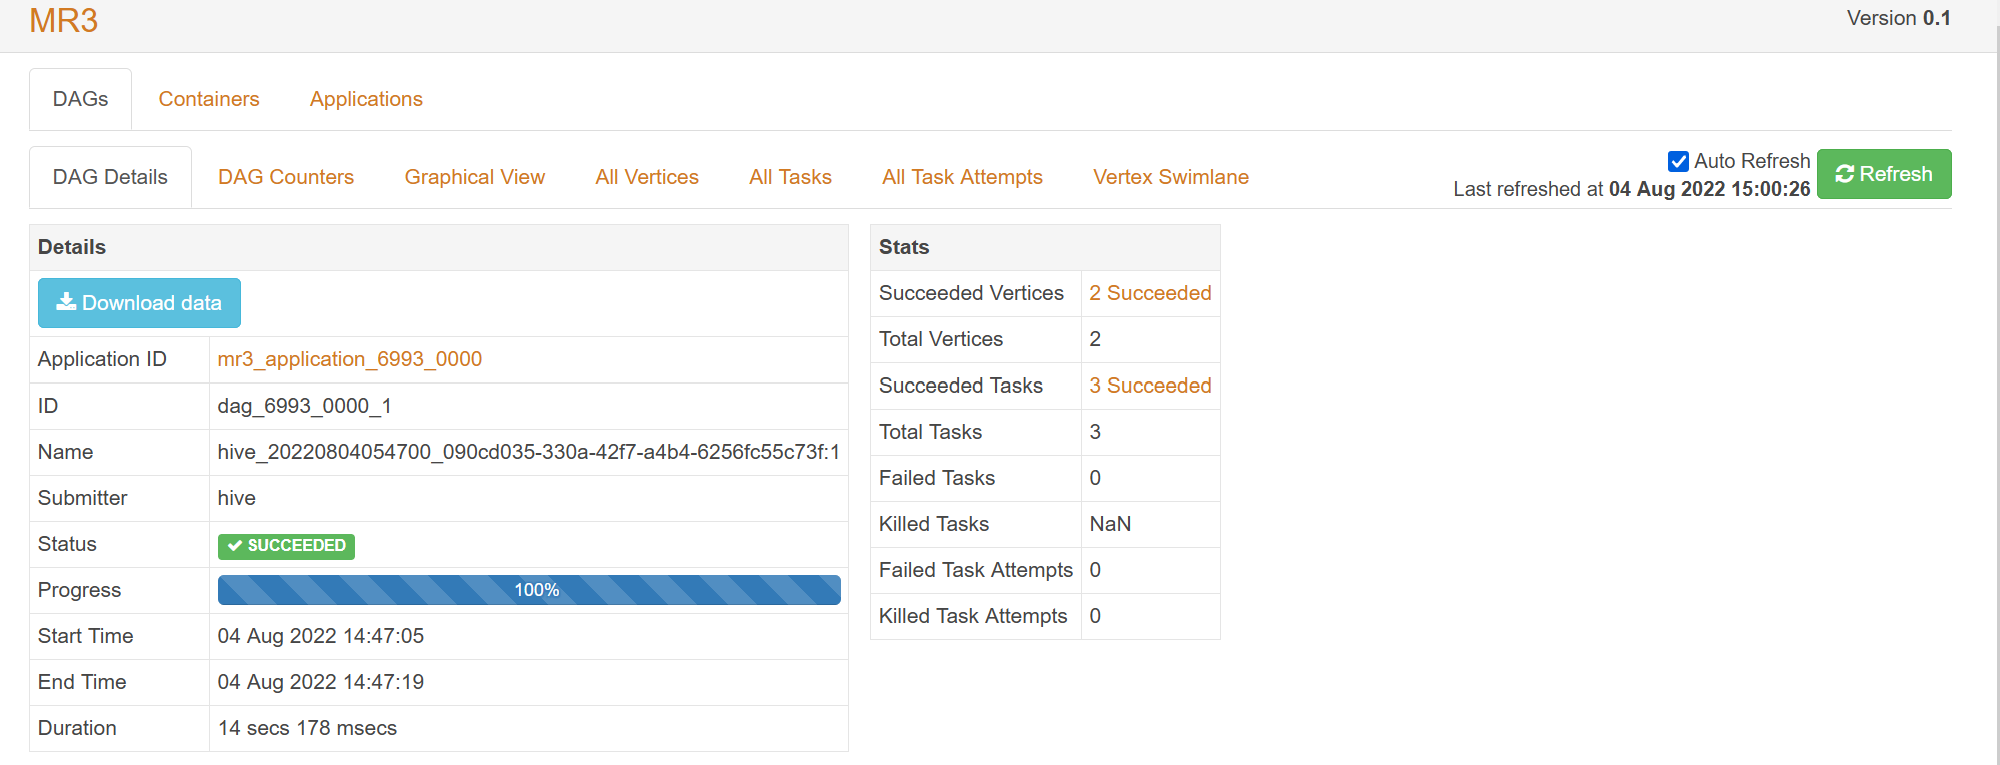 MR3
Version 0.1
DAGs Containers Applications
DAG Details DAG Counters Graphical View All Vertices All Tasks All Task Attempts Vertex Swimlane
Auto Refresh
Last refreshed at 04 Aug 2022 15:00:26
Refresh
Details
Download data
Application ID mr3_application_6993_0000
ID dag_6993_0000_1
Name hive_20220804054700_090cd035-330a-42f7-a4b4-6256fc55c73f:1
Submitter hive
Status SUCCEEDED
Progress 100%
Start Time 04 Aug 2022 14:47:05
End Time 04 Aug 2022 14:47:19
Duration 14 secs 178 msecs
Stats
Succeeded Vertices 2 Succeeded
Total Vertices 2
Succeeded Tasks 3 Succeeded
Total Tasks 3
Failed Tasks 0
Killed Tasks NaN
Failed Task Attempts 0
Killed Task Attempts 0